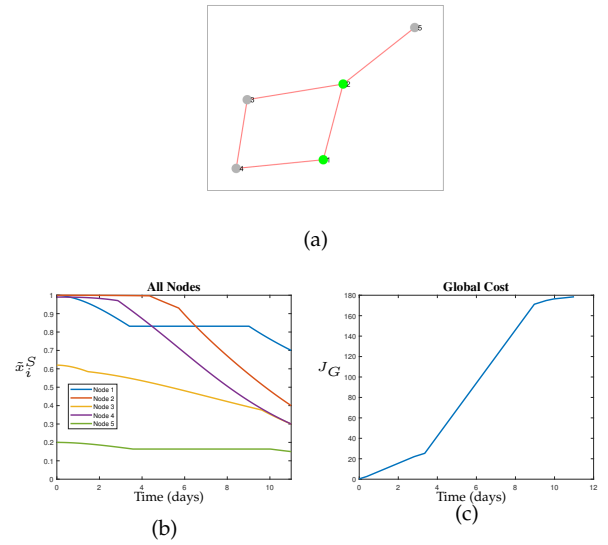 5
2
3
1
4
(a)
All Nodes
1
0.9
0.8
0.7
0.6
0.5
0.4
0.3
0.2
0.1
0
Node 1
Node 2
Node 3
Node 4
Node 5
0 2 4 6 8 10
Time (days)
(b)
Global Cost
180
160
140
120
100
80
60
40
20
0
J_G
0 2 4 6 8 10 12
Time (days)
(c)